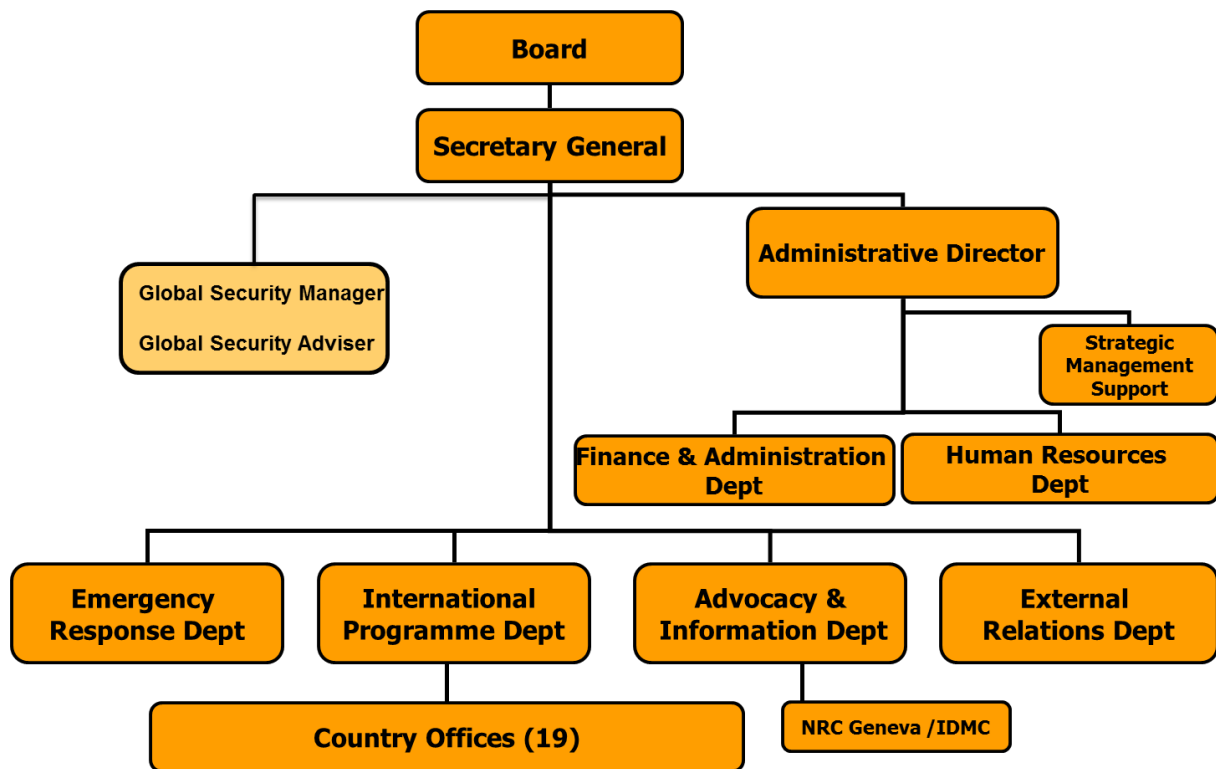 Board
Secretary General
Administrative Director
Global Security Manager
Global Security Adviser
Strategic
Management
Support
Finance & Administration
Dept
Human Resources
Dept
Emergency
Response Dept
International
Programme Dept
Advocacy &
Information Dept
External
Relations Dept
Country Offices (19)
NRC Geneva /IDMC